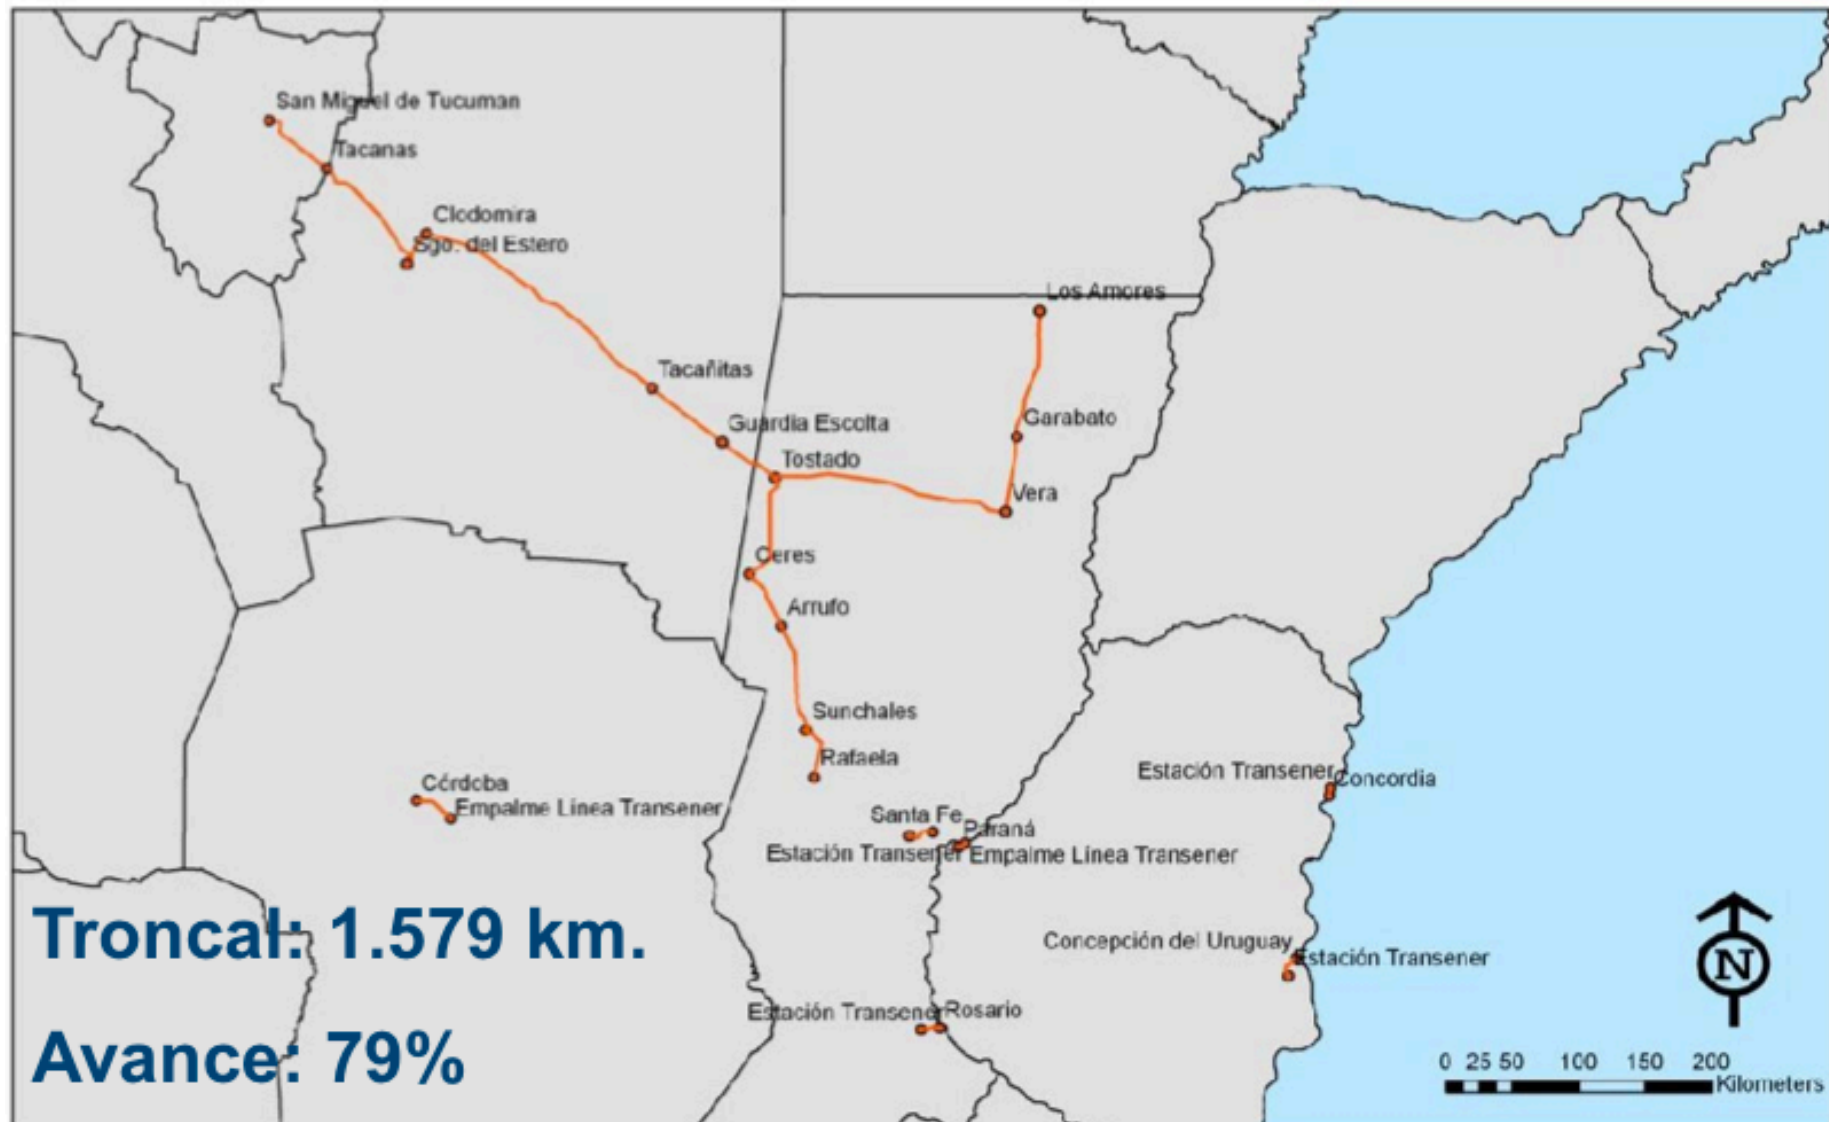 San Miguel de Tucuman
Tacanas
Clodomira
Sgo. del Estero
Los Amores
Tacañitas
Garabato
Guardia Escolta
Tostado
Vera
Ceres
Arrufo
Sunchales
Rafaela
Estación Transener
Concordia
Córdoba
Empalme Línea Transener
Santa Fe
Paraná
Estación Transener
Empalme Línea Transener
Troncal: 1.579 km.
Concepción del Uruguay
Estación Transener
N
Estación Transener
Rosario
Avance: 79%
0 25 50 100 150 200
Kilometers